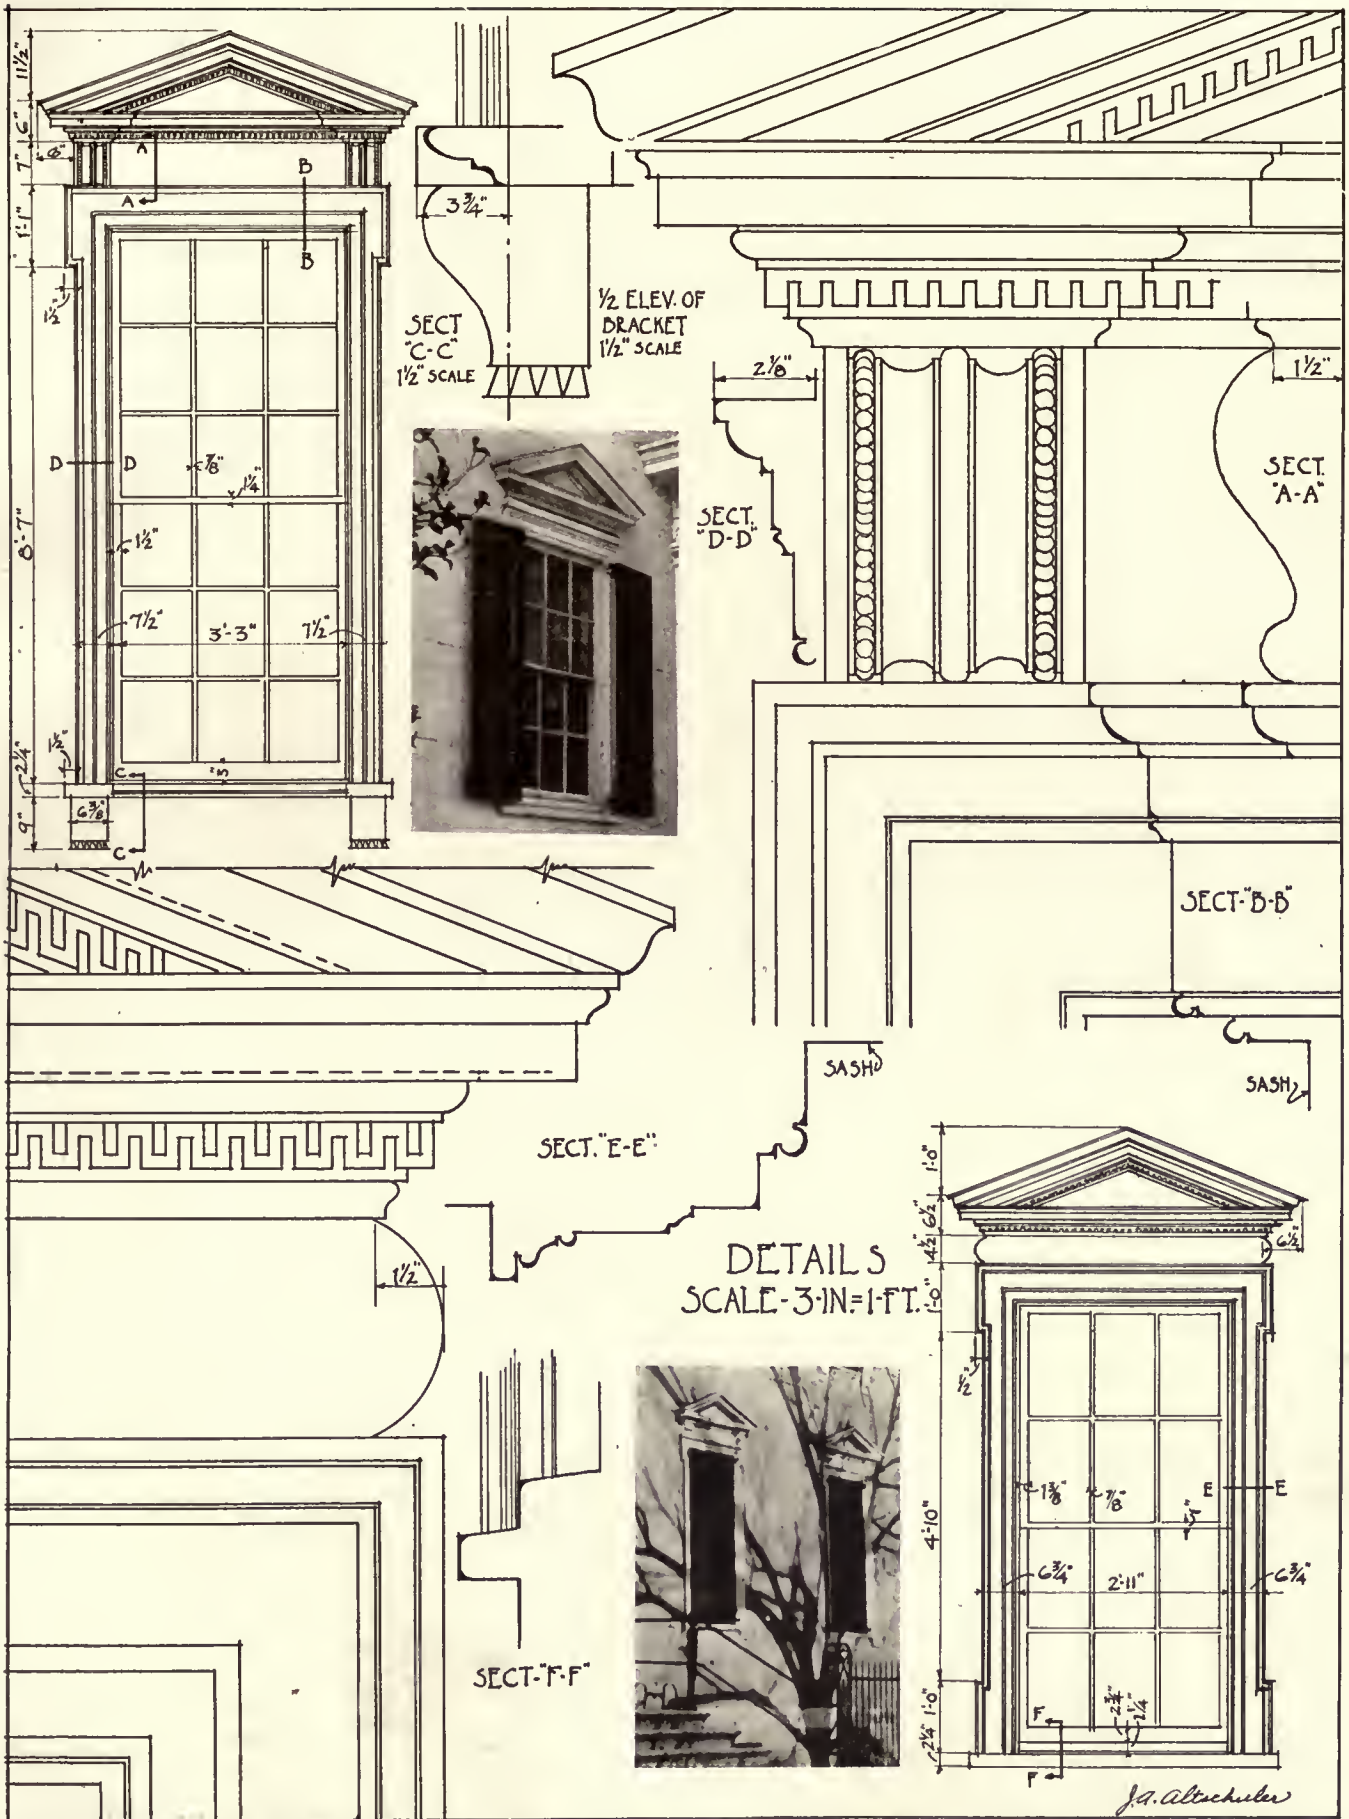 11½"
6"
6"
7"
A
A
B
B
1'-1"
1½"
3¾"
SECT
"C-C"
1½" SCALE
½ ELEV. OF
BRACKET
1½" SCALE
2⅛"
SECT.
"D-D"
1½"
SECT.
"A-A"
D
D
⅞"
1¼"
8'-7"
1½"
7½"
3'-3"
7½"
1½"
2¼"
C
3"
6⅜"
9"
C
SECT-"B-B"
SASH
SASH
SECT. "E-E"
1½"
DETAILS
SCALE-3-IN=1-FT.
1'-0"
6½"
4½"
6½"
1'-0"
½"
1⅜"
⅞"
E
E
4'-10"
6¾"
2'-11"
6¾"
1'-0"
2¼"
F
F
SECT-"F-F"
J.A. Altschuler